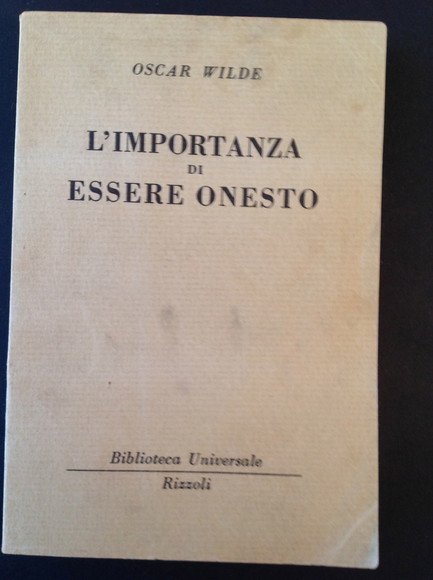 OSCAR WILDE
L'IMPORTANZA
DI
ESSERE ONESTO
Biblioteca Universale
Rizzoli